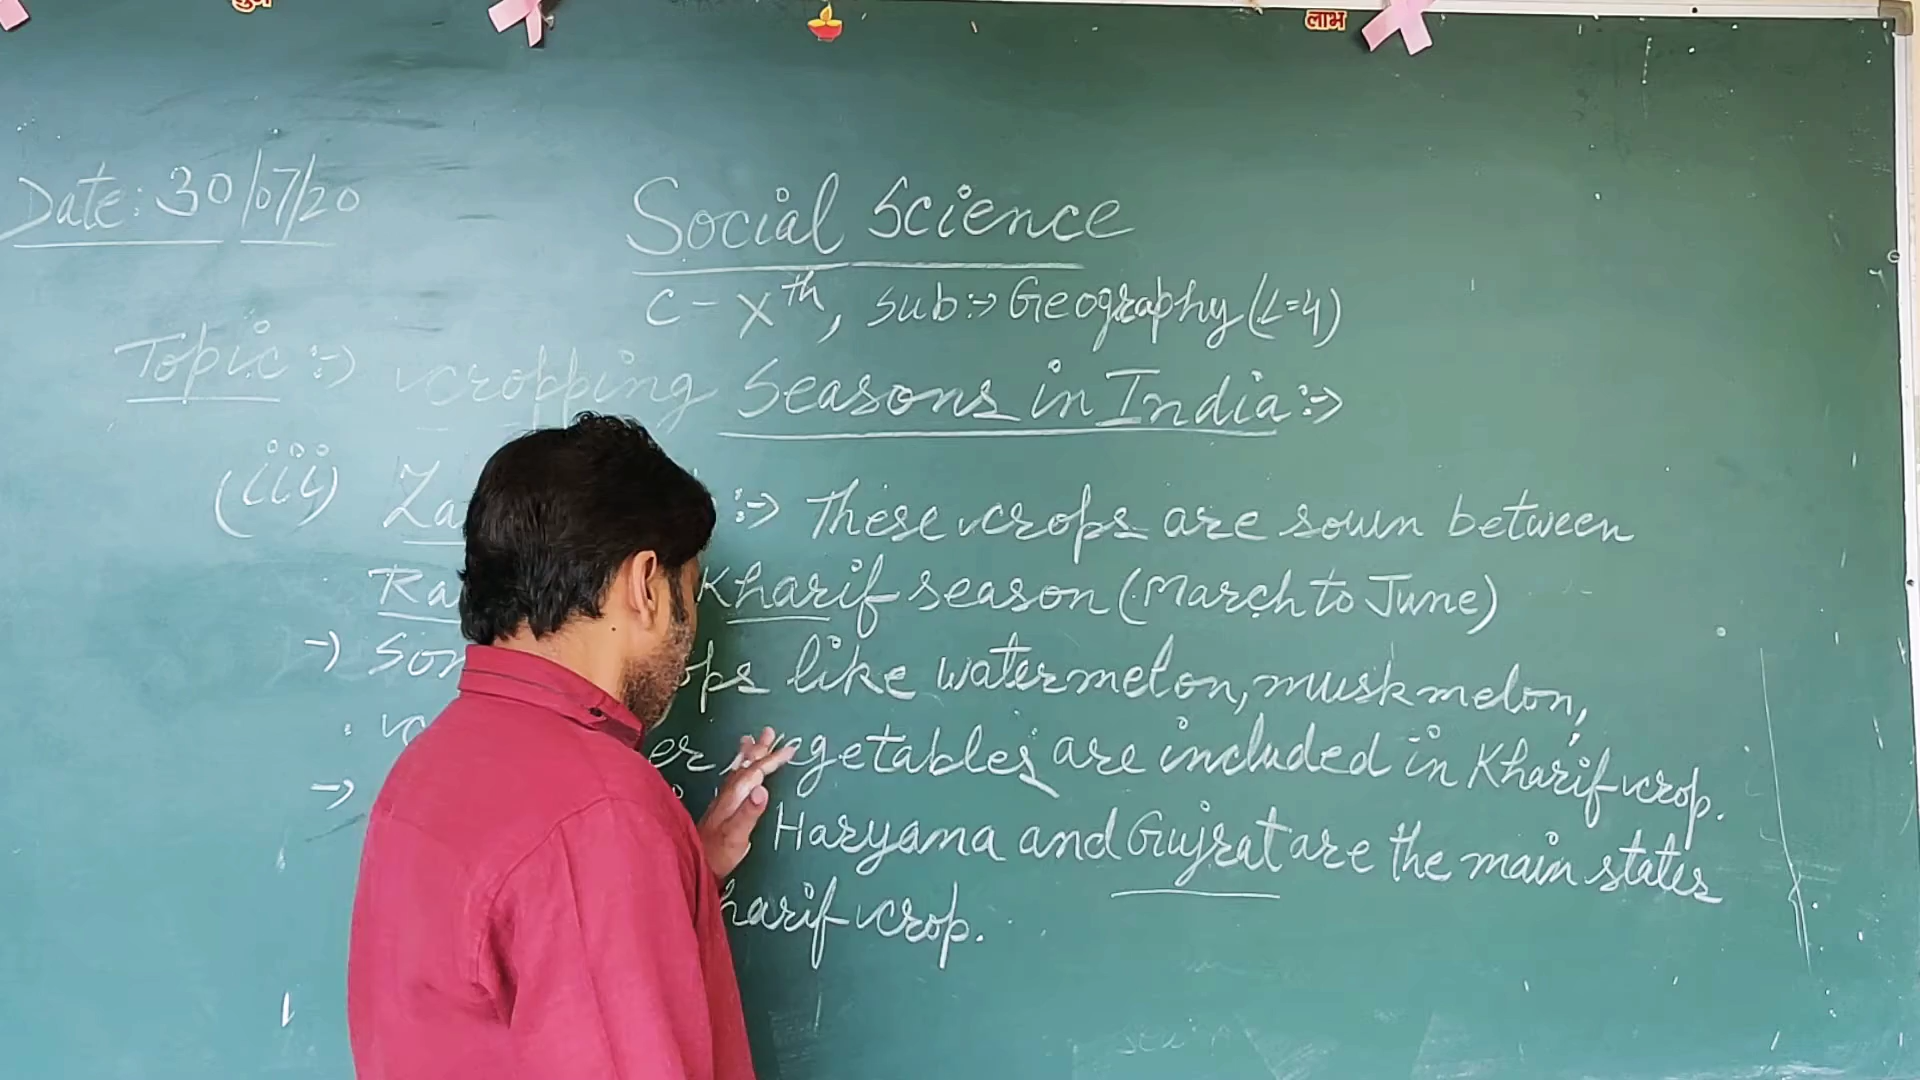 शुभ
लाभ
Date: 30/07/20
Social Science
C - Xth, Sub:-> Geography (L=4)
Topic:-> cropping Seasons in India:->
(iii) Za :-> These crops are sown between
Ra Kharif season (March to June)
-> Som ops like watermelon, muskmelon,
er vegetables are included in Kharif crop.
-> Haryana and Gujrat are the main states
harif crop.